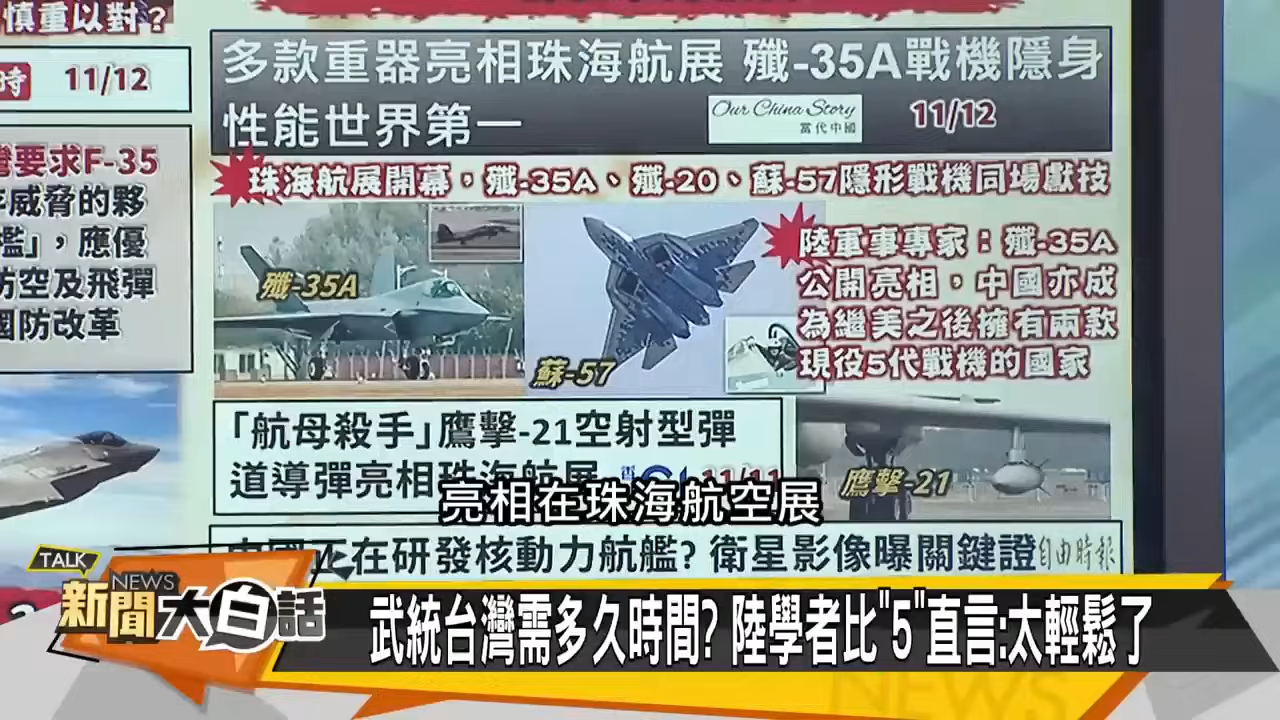 慎重以對？
11/12
要求F-35
威脅的夥
」，應優
防空及飛彈
國防改革
多款重器亮相珠海航展 殲-35A戰機隱身
性能世界第一
Our China Story
當代中國
11/12
珠海航展開幕，殲-35A、殲-20、蘇-57隱形戰機同場獻技
殲-35A
蘇-57
陸軍事專家：殲-35A
公開亮相，中國亦成
為繼美之後擁有兩款
現役5代戰機的國家
「航母殺手」鷹擊-21空射型彈
道導彈亮相珠海航展
11/11
鷹擊-21
亮相在珠海航空展
中國正在研發核動力航艦? 衛星影像曝關鍵證
自由時報
TALK
NEWS
新聞大白話
武統台灣需多久時間? 陸學者比"5"直言:太輕鬆了
NEWS